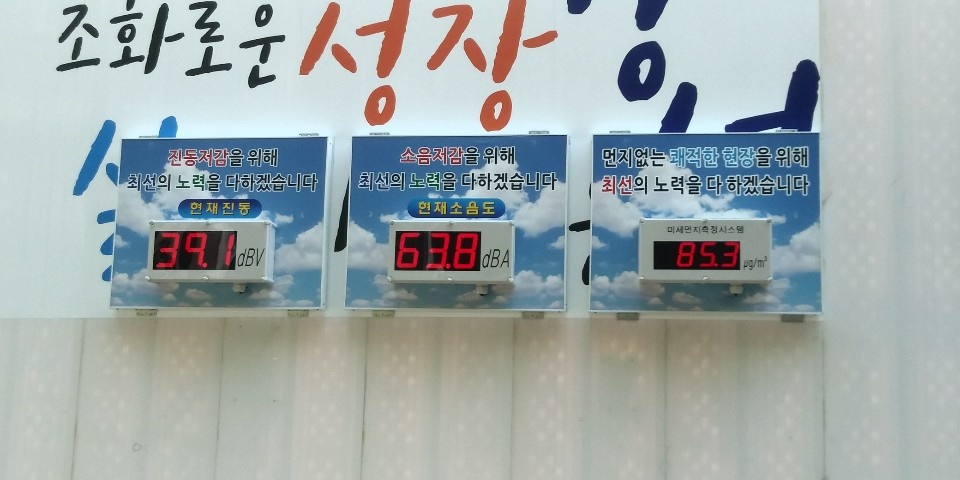 조화로운 성장
진동저감을 위해
최선의 노력을 다하겠습니다
현재진동
39.1 dBV
소음저감을 위해
최선의 노력을 다하겠습니다
현재소음도
63.8 dBA
먼지없는 쾌적한 현장을 위해
최선의 노력을 다 하겠습니다
미세먼지측정시스템
85.3 μg/m³